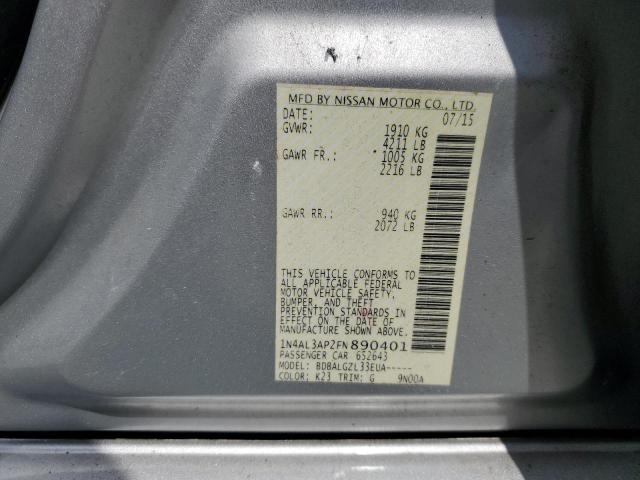 MFD BY NISSAN MOTOR CO., LTD.
DATE: 07/15
GVWR: 1910 KG
4211 LB
GAWR FR.: 1005 KG
2216 LB
GAWR RR.: 940 KG
2072 LB
THIS VEHICLE CONFORMS TO
ALL APPLICABLE FEDERAL
MOTOR VEHICLE SAFETY,
BUMPER, AND THEFT
PREVENTION STANDARDS IN
EFFECT ON THE DATE OF
MANUFACTURE SHOWN ABOVE.
1N4AL3AP2FN890401
PASSENGER CAR 652643
MODEL: BDBALGZL33EUA-----
COLOR: K23 TRIM: G 9N00A